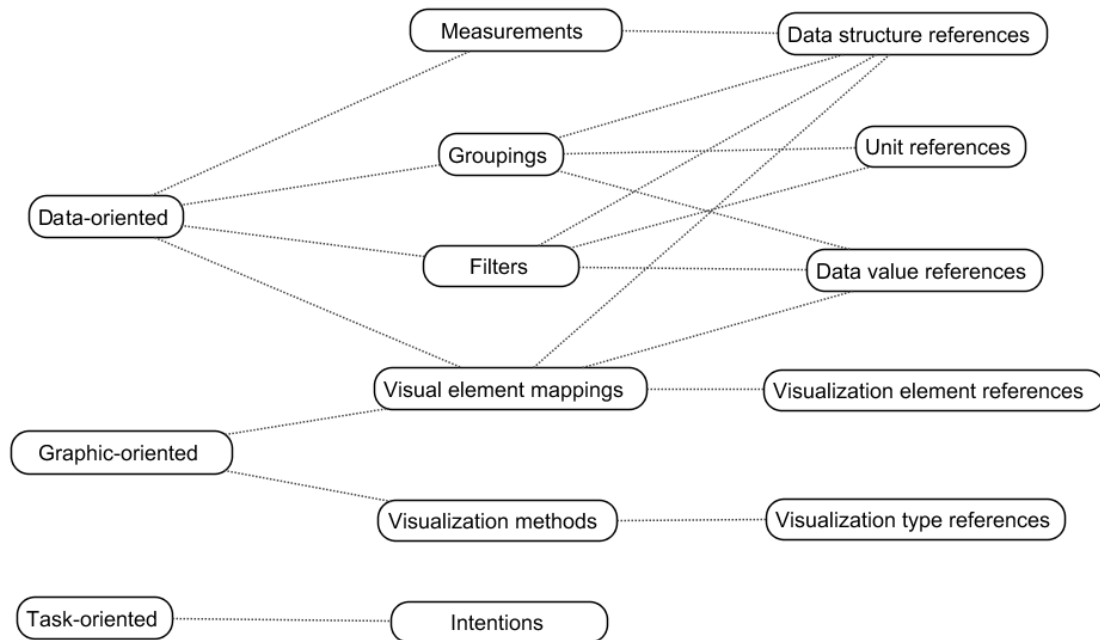 Measurements
Data structure references
Groupings
Unit references
Data-oriented
Filters
Data value references
Visual element mappings
Visualization element references
Graphic-oriented
Visualization methods
Visualization type references
Task-oriented
Intentions